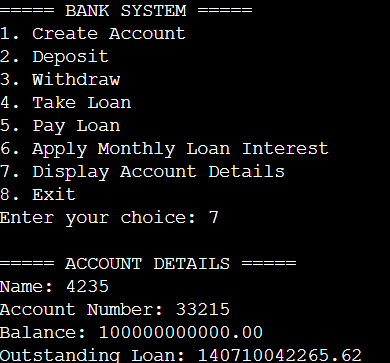 ===== BANK SYSTEM =====
1. Create Account
2. Deposit
3. Withdraw
4. Take Loan
5. Pay Loan
6. Apply Monthly Loan Interest
7. Display Account Details
8. Exit
Enter your choice: 7
===== ACCOUNT DETAILS =====
Name: 4235
Account Number: 33215
Balance: 100000000000.00
Outstanding Loan: 140710042265.62